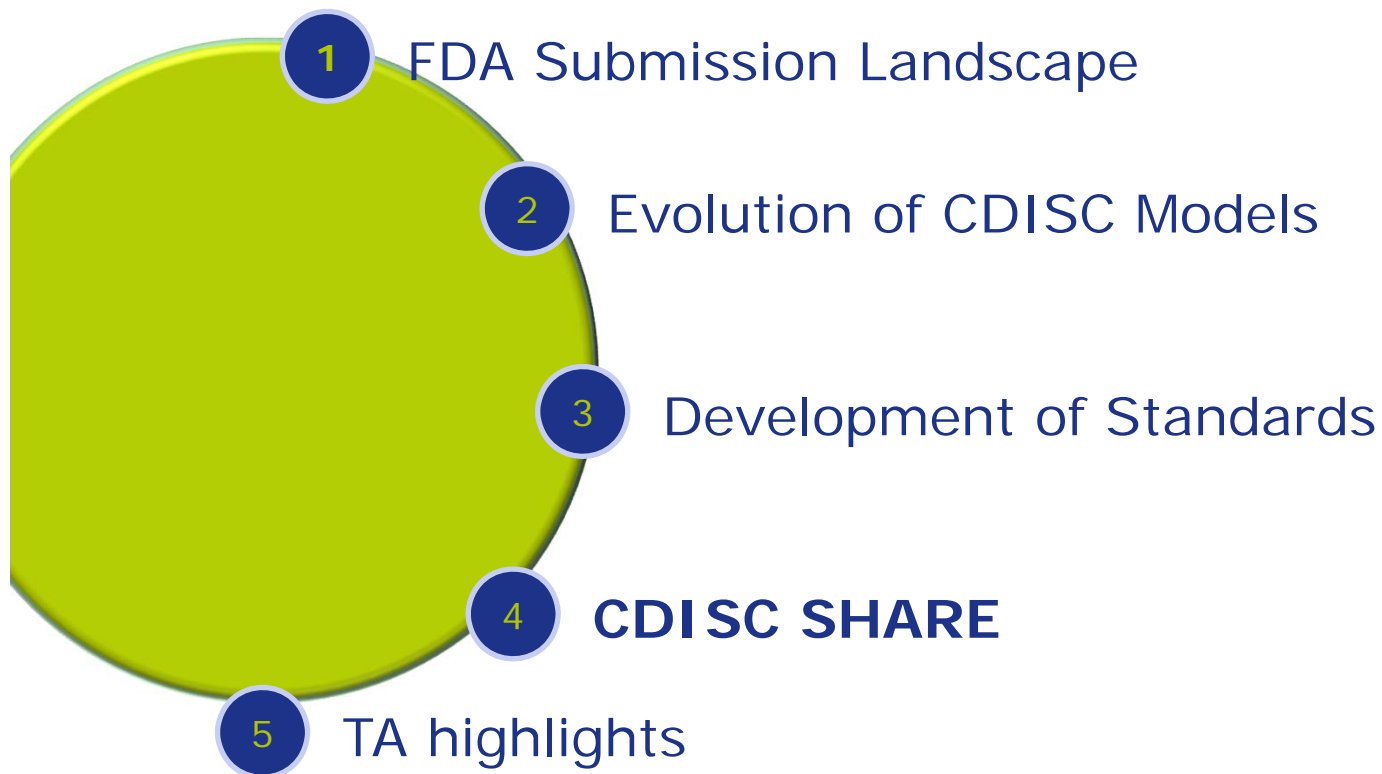 1 FDA Submission Landscape
2 Evolution of CDISC Models
3 Development of Standards
4 CDISC SHARE
5 TA highlights